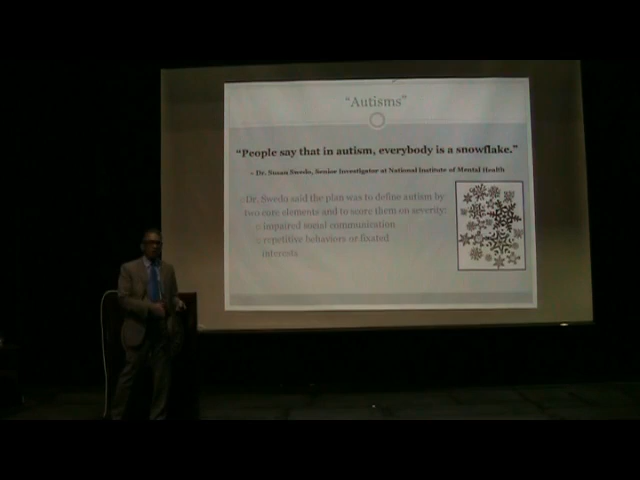 “Autisms”
“People say that in autism, everybody is a snowflake.”
~ Dr. Susan Swedo, Senior Investigator at National Institute of Mental Health
Dr. Swedo said the plan was to define autism by
two core elements and to score them on severity:
impaired social communication
repetitive behaviors or fixated
interests